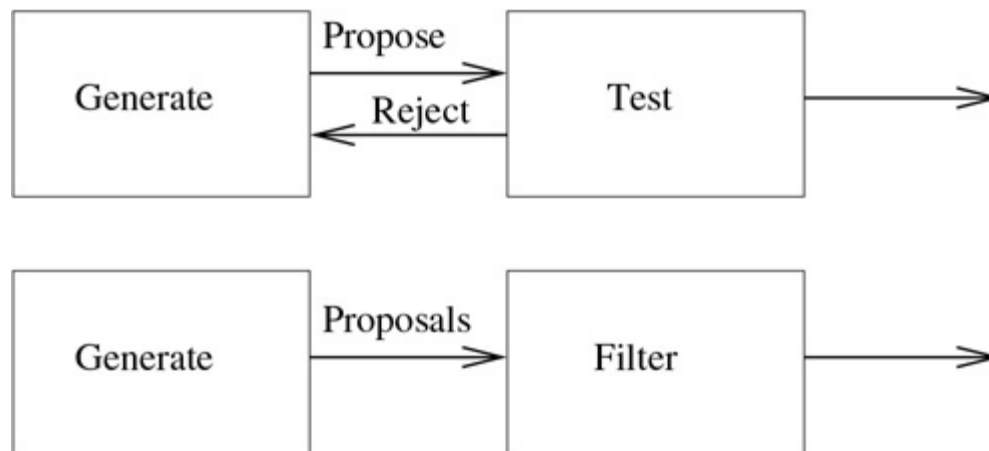 Propose
Generate
Test
Reject
Proposals
Generate
Filter